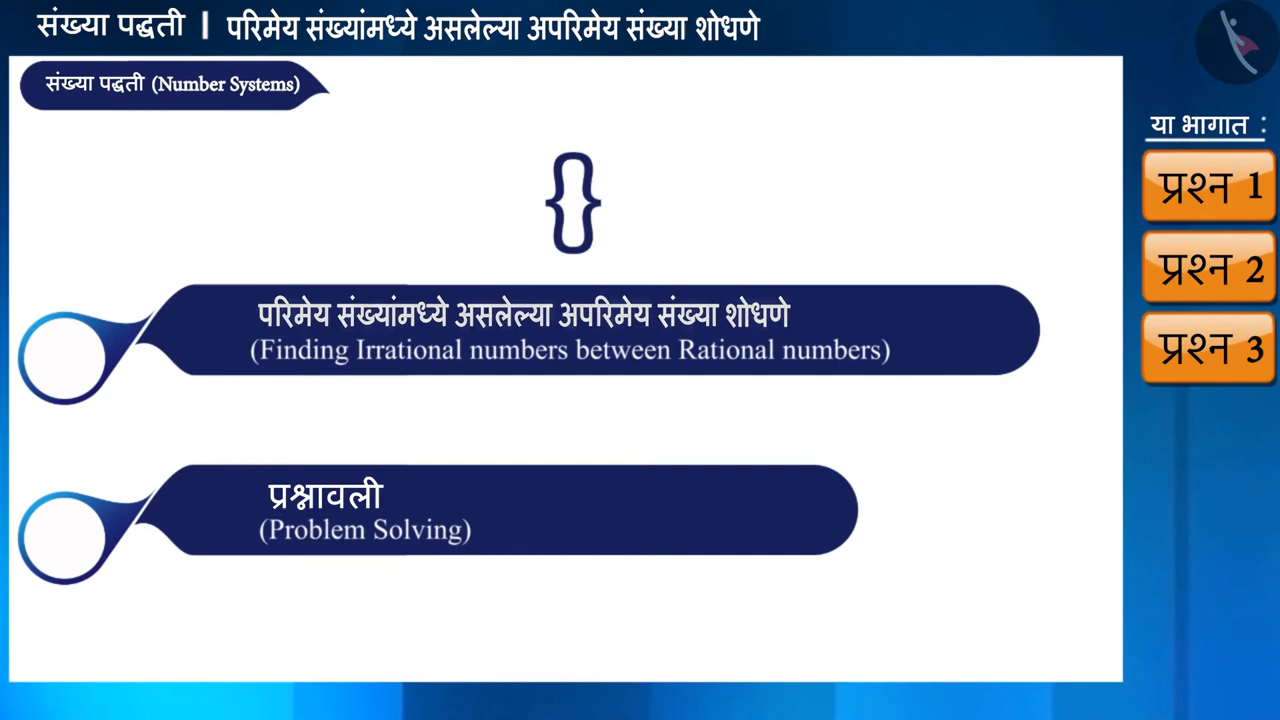 संख्या पद्धती | परिमेय संख्यांमध्ये असलेल्या अपरिमेय संख्या शोधणे
संख्या पद्धती (Number Systems)
{}
परिमेय संख्यांमध्ये असलेल्या अपरिमेय संख्या शोधणे
(Finding Irrational numbers between Rational numbers)
प्रश्नावली
(Problem Solving)
या भागात :
प्रश्न 1
प्रश्न 2
प्रश्न 3